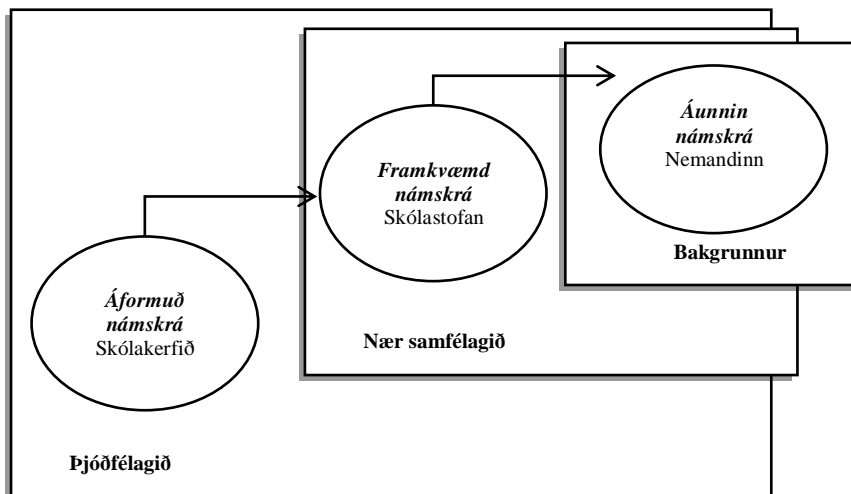 Áunnin
námskrá
Nemandinn
Bakgrunnur
Framkvæmd
námskrá
Skólastofan
Nær samfélagið
Áformuð
námskrá
Skólakerfið
Þjóðfélagið